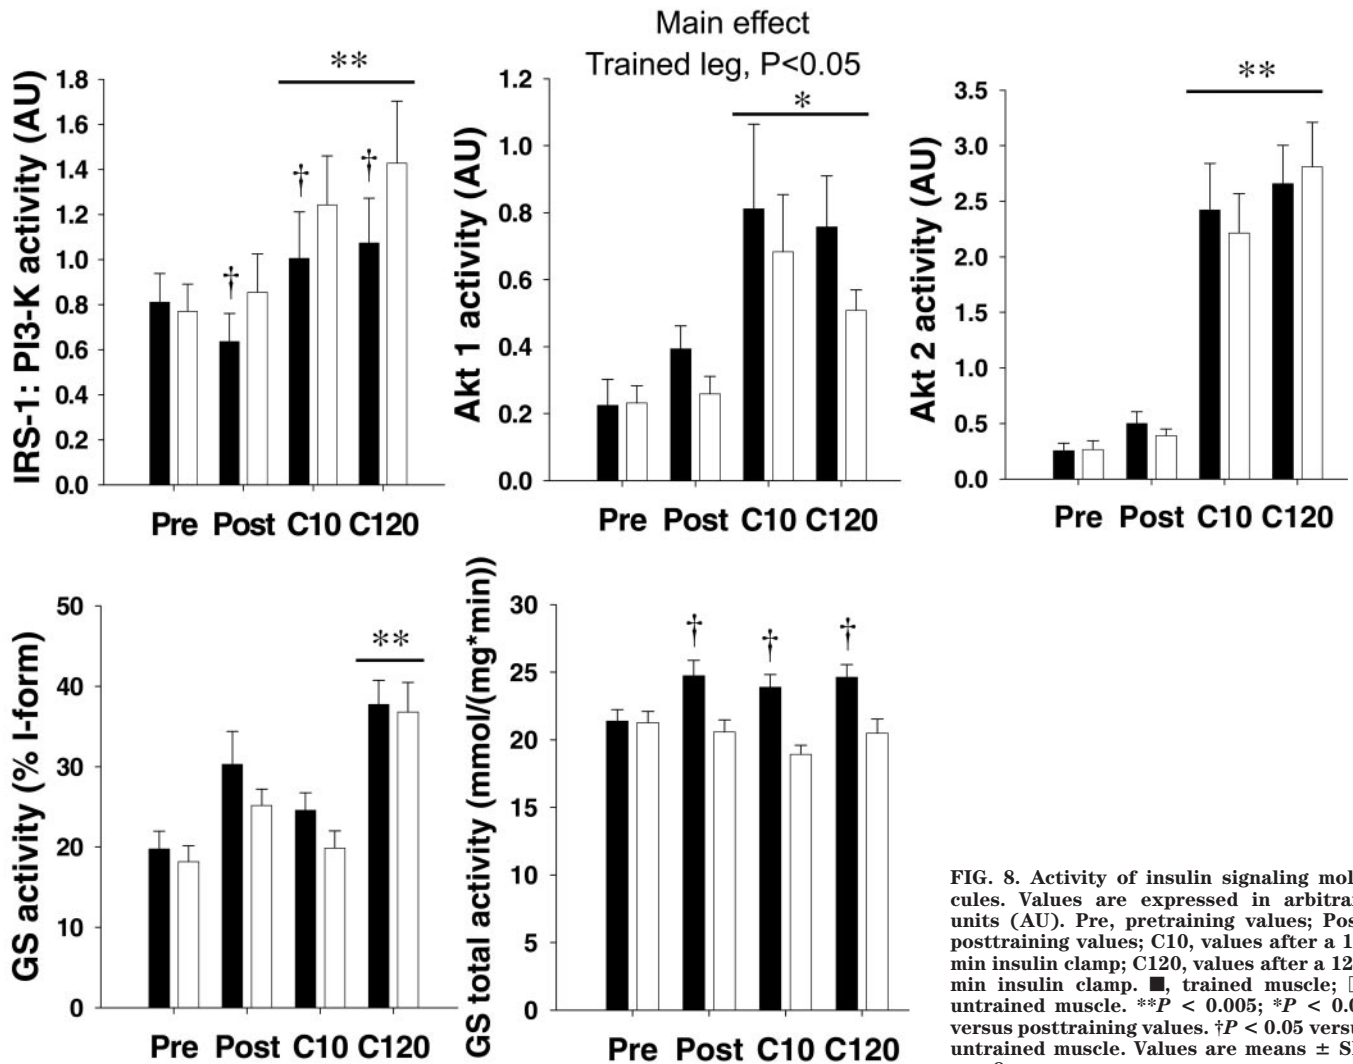 Main effect
Trained leg, P<0.05
IRS-1: PI3-K activity (AU)
1.8
1.6
1.4
1.2
1.0
0.8
0.6
0.4
0.2
0.0
**
†
†
†
Pre Post C10 C120
Akt 1 activity (AU)
1.2
1.0
0.8
0.6
0.4
0.2
0.0
*
Pre Post C10 C120
Akt 2 activity (AU)
3.5
3.0
2.5
2.0
1.5
1.0
0.5
0.0
**
Pre Post C10 C120
GS activity (% I-form)
50
40
30
20
10
0
**
Pre Post C10 C120
GS total activity (mmol/(mg*min))
30
25
20
15
10
5
0
† † †
Pre Post C10 C120
FIG. 8. Activity of insulin signaling mol
cules. Values are expressed in arbitrar
units (AU). Pre, pretraining values; Pos
posttraining values; C10, values after a 1
min insulin clamp; C120, values after a 12
min insulin clamp. ■, trained muscle;
untrained muscle. **P < 0.005; *P < 0.0
versus posttraining values. †P < 0.05 versu
untrained muscle. Values are means ± S